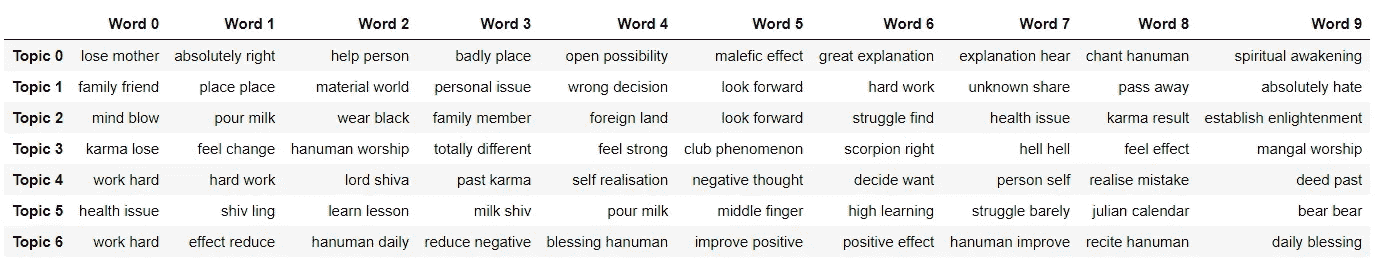 Word 0 Word 1 Word 2 Word 3 Word 4 Word 5 Word 6 Word 7 Word 8 Word 9
Topic 0 lose mother absolutely right help person badly place open possibility malefic effect great explanation explanation hear chant hanuman spiritual awakening
Topic 1 family friend place place material world personal issue wrong decision look forward hard work unknown share pass away absolutely hate
Topic 2 mind blow pour milk wear black family member foreign land look forward struggle find health issue karma result establish enlightenment
Topic 3 karma lose feel change hanuman worship totally different feel strong club phenomenon scorpion right hell hell feel effect mangal worship
Topic 4 work hard hard work lord shiva past karma self realisation negative thought decide want person self realise mistake deed past
Topic 5 health issue shiv ling learn lesson milk shiv pour milk middle finger high learning struggle barely julian calendar bear bear
Topic 6 work hard effect reduce hanuman daily reduce negative blessing hanuman improve positive positive effect hanuman improve recite hanuman daily blessing